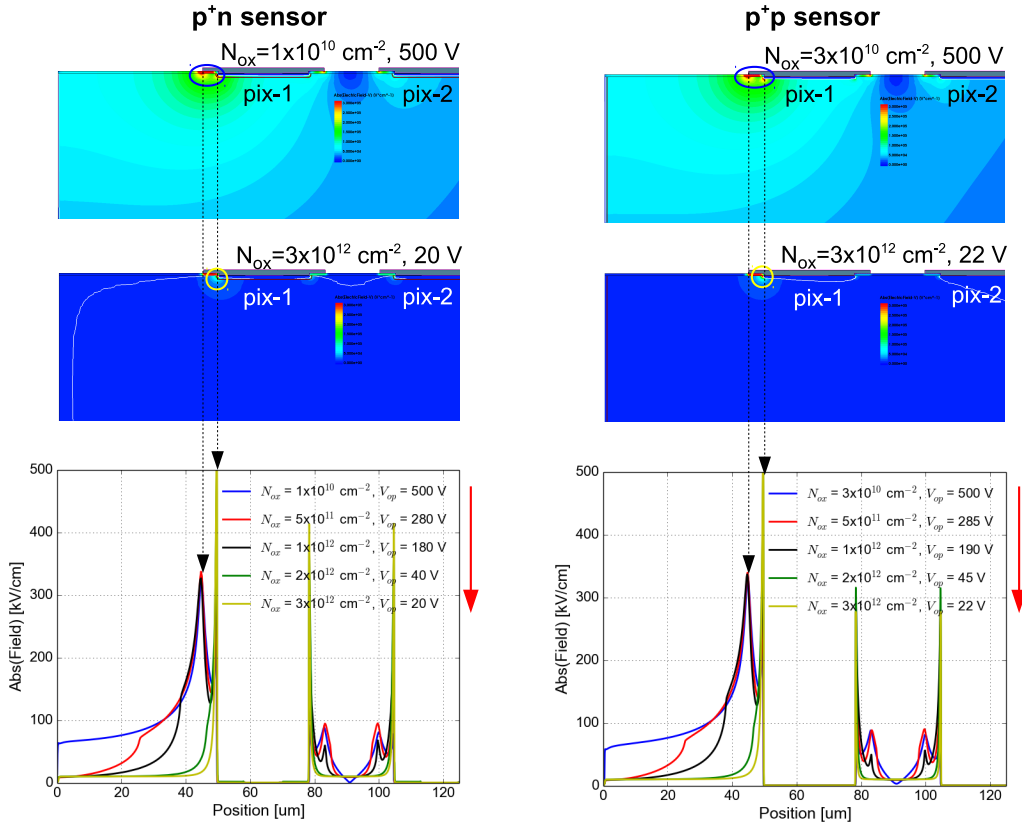 p⁺n sensor
N_ox=1x10¹⁰ cm⁻², 500 V
pix-1
pix-2
Abs(ElectricField-V) (V*cm^-1)
N_ox=3x10¹² cm⁻², 20 V
pix-1
pix-2
500
400
300
200
100
0
Abs(Field) [kV/cm]
N_ox = 1x10¹⁰ cm⁻², V_op = 500 V
N_ox = 5x10¹¹ cm⁻², V_op = 280 V
N_ox = 1x10¹² cm⁻², V_op = 180 V
N_ox = 2x10¹² cm⁻², V_op = 40 V
N_ox = 3x10¹² cm⁻², V_op = 20 V
0 20 40 60 80 100 120
Position [um]
p⁺p sensor
N_ox=3x10¹⁰ cm⁻², 500 V
pix-1
pix-2
N_ox=3x10¹² cm⁻², 22 V
pix-1
pix-2
500
400
300
200
100
0
Abs(Field) [kV/cm]
N_ox = 3x10¹⁰ cm⁻², V_op = 500 V
N_ox = 5x10¹¹ cm⁻², V_op = 285 V
N_ox = 1x10¹² cm⁻², V_op = 190 V
N_ox = 2x10¹² cm⁻², V_op = 45 V
N_ox = 3x10¹² cm⁻², V_op = 22 V
0 20 40 60 80 100 120
Position [um]